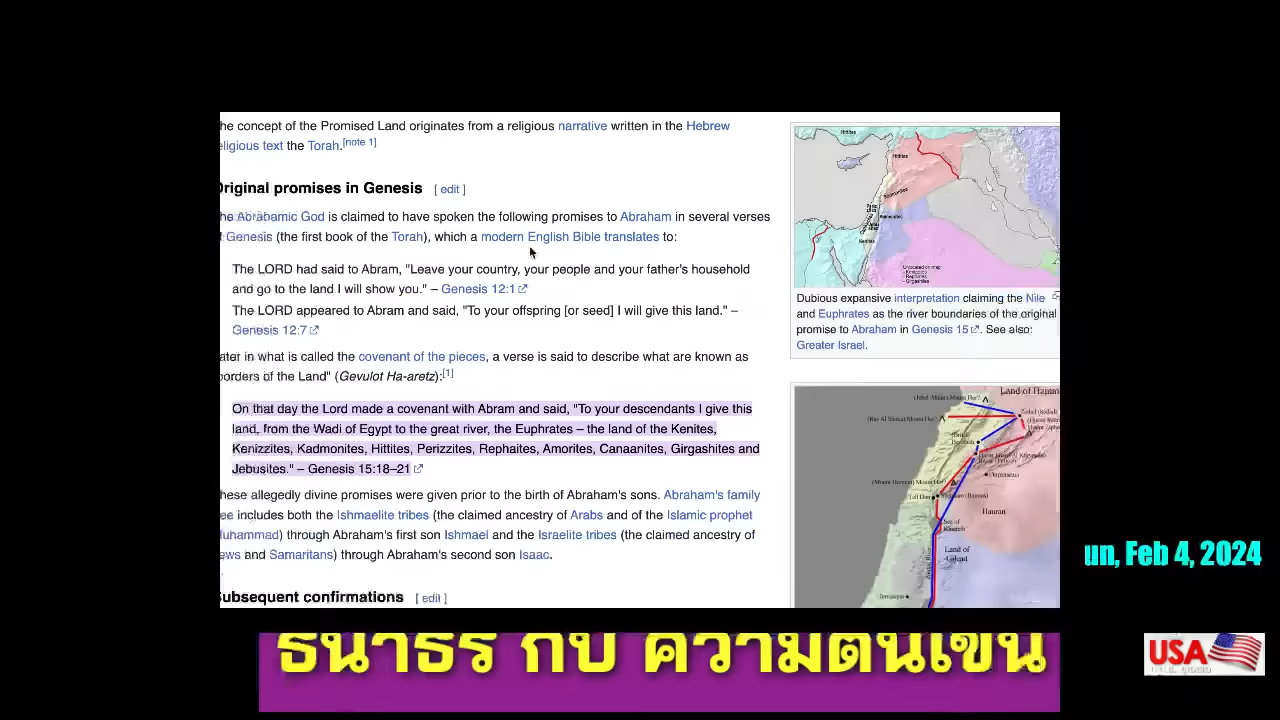 he concept of the Promised Land originates from a religious narrative written in the Hebrew
eligious text the Torah.[note 1]
Original promises in Genesis [ edit ]
he Abrahamic God is claimed to have spoken the following promises to Abraham in several verses
f Genesis (the first book of the Torah), which a modern English Bible translates to:
The LORD had said to Abram, "Leave your country, your people and your father's household
and go to the land I will show you." – Genesis 12:1
The LORD appeared to Abram and said, "To your offspring [or seed] I will give this land." –
Genesis 12:7
ater in what is called the covenant of the pieces, a verse is said to describe what are known as
borders of the Land" (Gevulot Ha-aretz):[1]
On that day the Lord made a covenant with Abram and said, "To your descendants I give this
land, from the Wadi of Egypt to the great river, the Euphrates – the land of the Kenites,
Kenizzites, Kadmonites, Hittites, Perizzites, Rephaites, Amorites, Canaanites, Girgashites and
Jebusites." – Genesis 15:18–21
hese allegedly divine promises were given prior to the birth of Abraham's sons. Abraham's family
ree includes both the Ishmaelite tribes (the claimed ancestry of Arabs and of the Islamic prophet
Muhammad) through Abraham's first son Ishmael and the Israelite tribes (the claimed ancestry of
ews and Samaritans) through Abraham's second son Isaac.
Subsequent confirmations [ edit ]
Hittites
Hittites
Kenites
Dubious expansive interpretation claiming the Nile
and Euphrates as the river boundaries of the original
promise to Abraham in Genesis 15. See also:
Greater Israel.
Land of Hama
Damascus
Hauran
Sea of
Land of
Gilead
un, Feb 4, 2024
ธนาธร กับ ความตื้นเขิน
USA